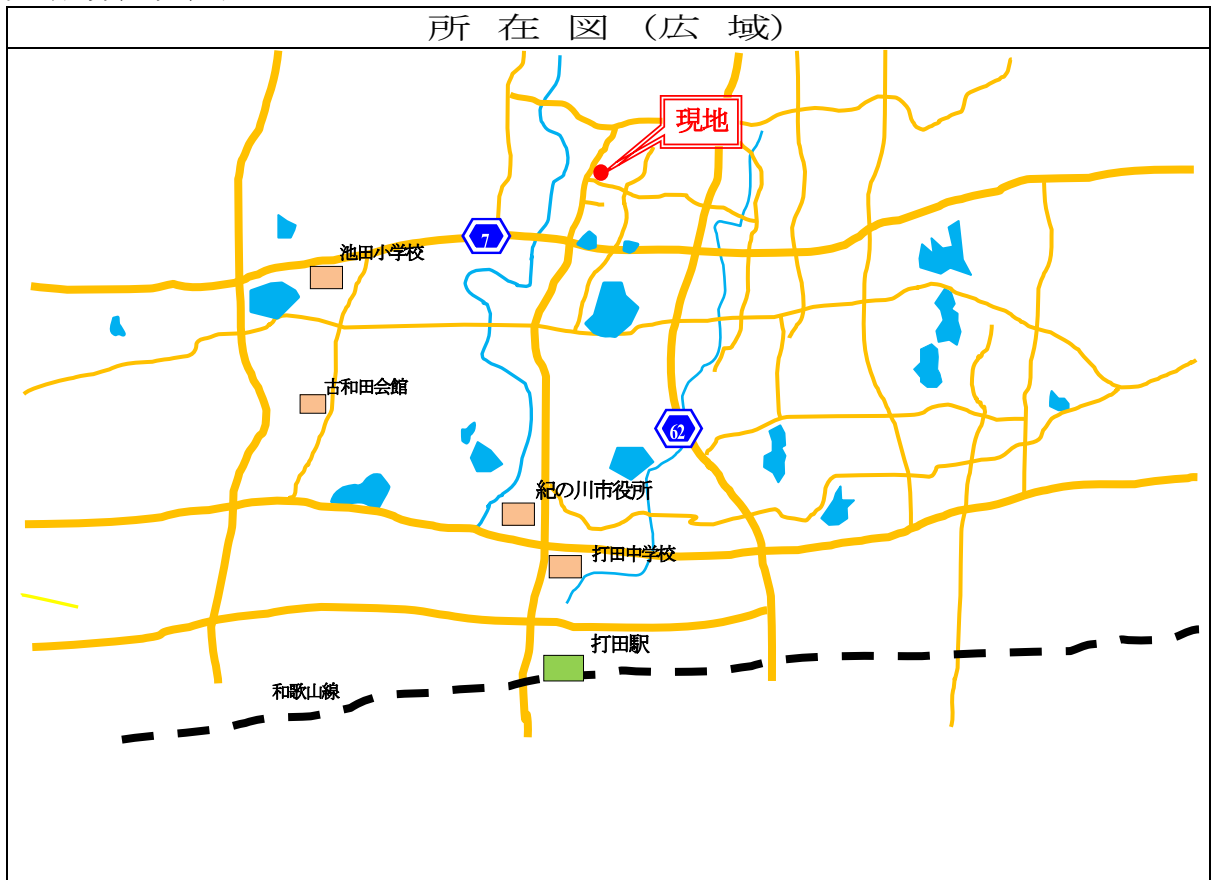 所在図（広域）
現地
7
池田小学校
古和田会館
62
紀の川市役所
打田中学校
打田駅
和歌山線